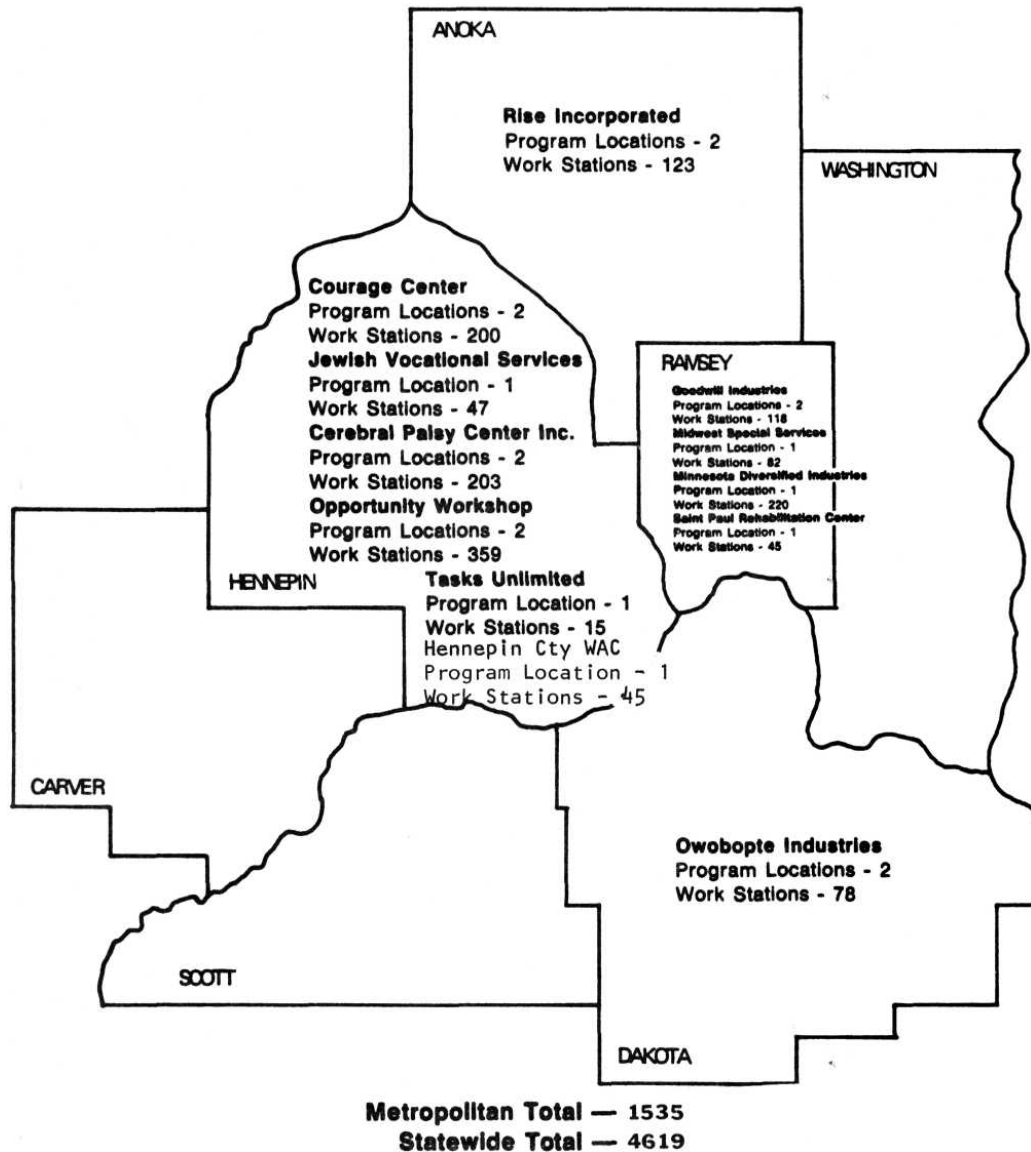 ANOKA
Rise Incorporated
Program Locations - 2
Work Stations - 123
WASHINGTON
Courage Center
Program Locations - 2
Work Stations - 200
Jewish Vocational Services
Program Location - 1
Work Stations - 47
Cerebral Palsy Center Inc.
Program Locations - 2
Work Stations - 203
Opportunity Workshop
Program Locations - 2
Work Stations - 359
HENNEPIN
Tasks Unlimited
Program Location - 1
Work Stations - 15
Hennepin Cty WAC
Program Location - 1
Work Stations - 45
RAMSEY
Goodwill Industries
Program Locations - 2
Work Stations - 118
Midwest Special Services
Program Location - 1
Work Stations - 82
Minnesota Diversified Industries
Program Location - 1
Work Stations - 220
Saint Paul Rehabilitation Center
Program Location - 1
Work Stations - 45
CARVER
Owobopte Industries
Program Locations - 2
Work Stations - 78
SCOTT
DAKOTA
Metropolitan Total — 1535
Statewide Total — 4619